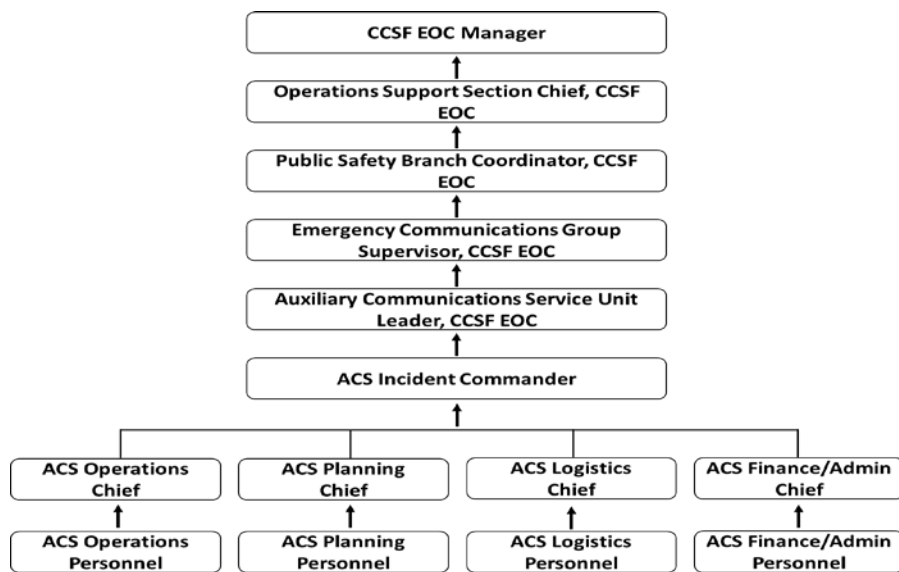 CCSF EOC Manager
Operations Support Section Chief, CCSF
EOC
Public Safety Branch Coordinator, CCSF
EOC
Emergency Communications Group
Supervisor, CCSF EOC
Auxiliary Communications Service Unit
Leader, CCSF EOC
ACS Incident Commander
ACS Operations
Chief
ACS Planning
Chief
ACS Logistics
Chief
ACS Finance/Admin
Chief
ACS Operations
Personnel
ACS Planning
Personnel
ACS Logistics
Personnel
ACS Finance/Admin
Personnel